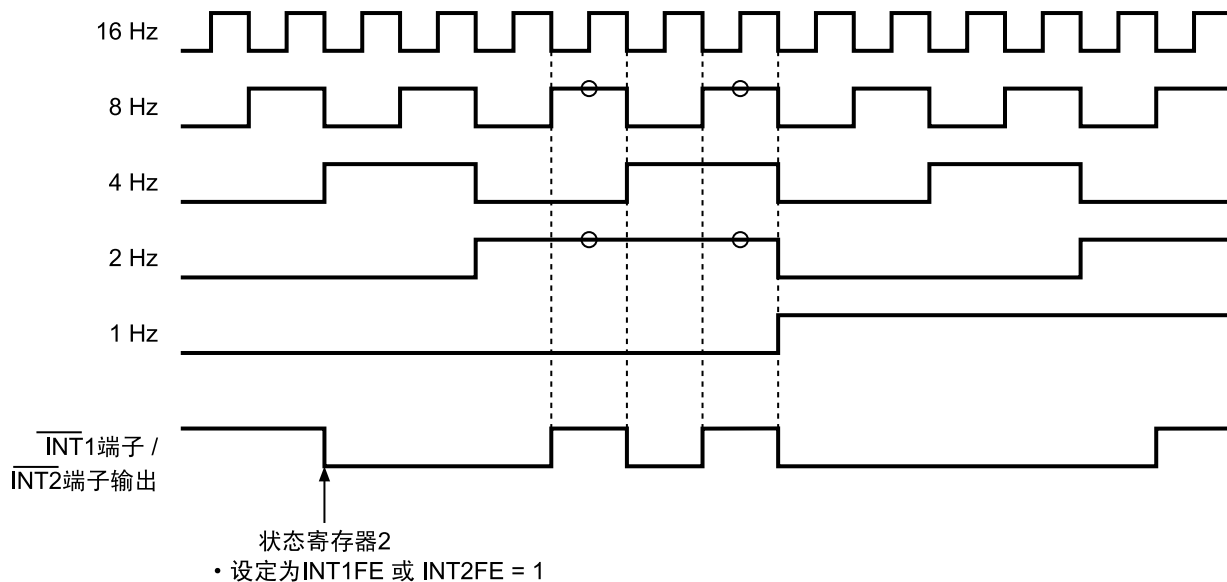 16 Hz
8 Hz
4 Hz
2 Hz
1 Hz
INT1端子 /
INT2端子输出
状态寄存器2
• 设定为INT1FE 或 INT2FE = 1